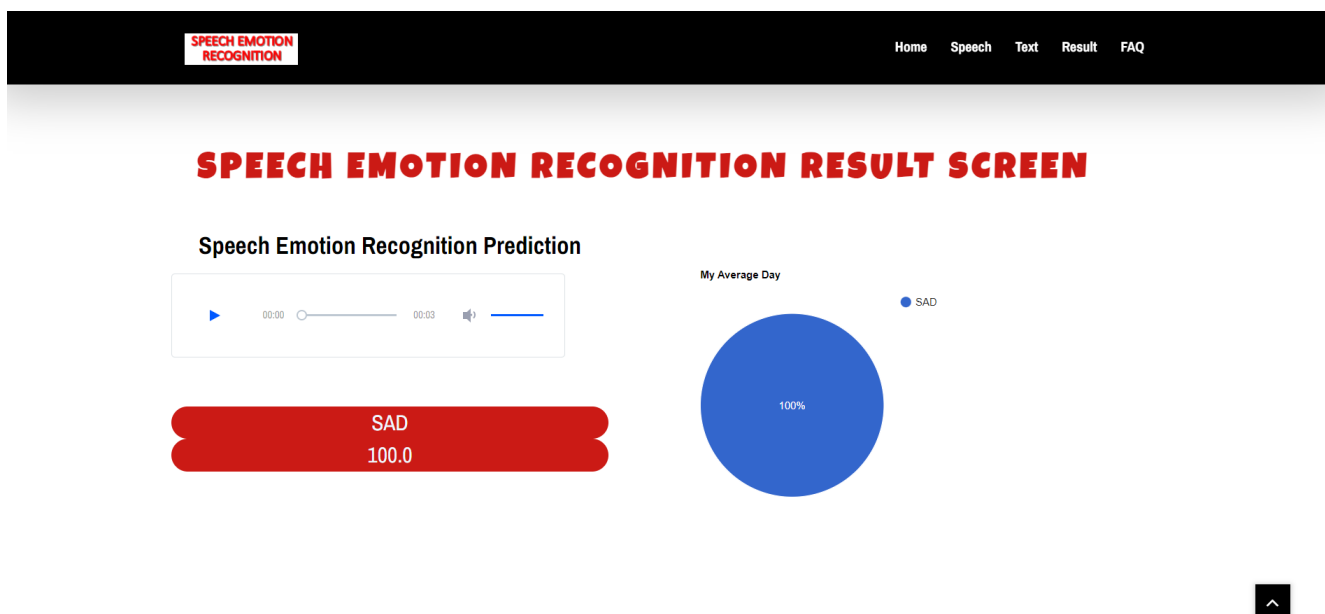 SPEECH EMOTION
RECOGNITION
Home Speech Text Result FAQ
SPEECH EMOTION RECOGNITION RESULT SCREEN
Speech Emotion Recognition Prediction
00:00 00:03
SAD
100.0
My Average Day
SAD
100%